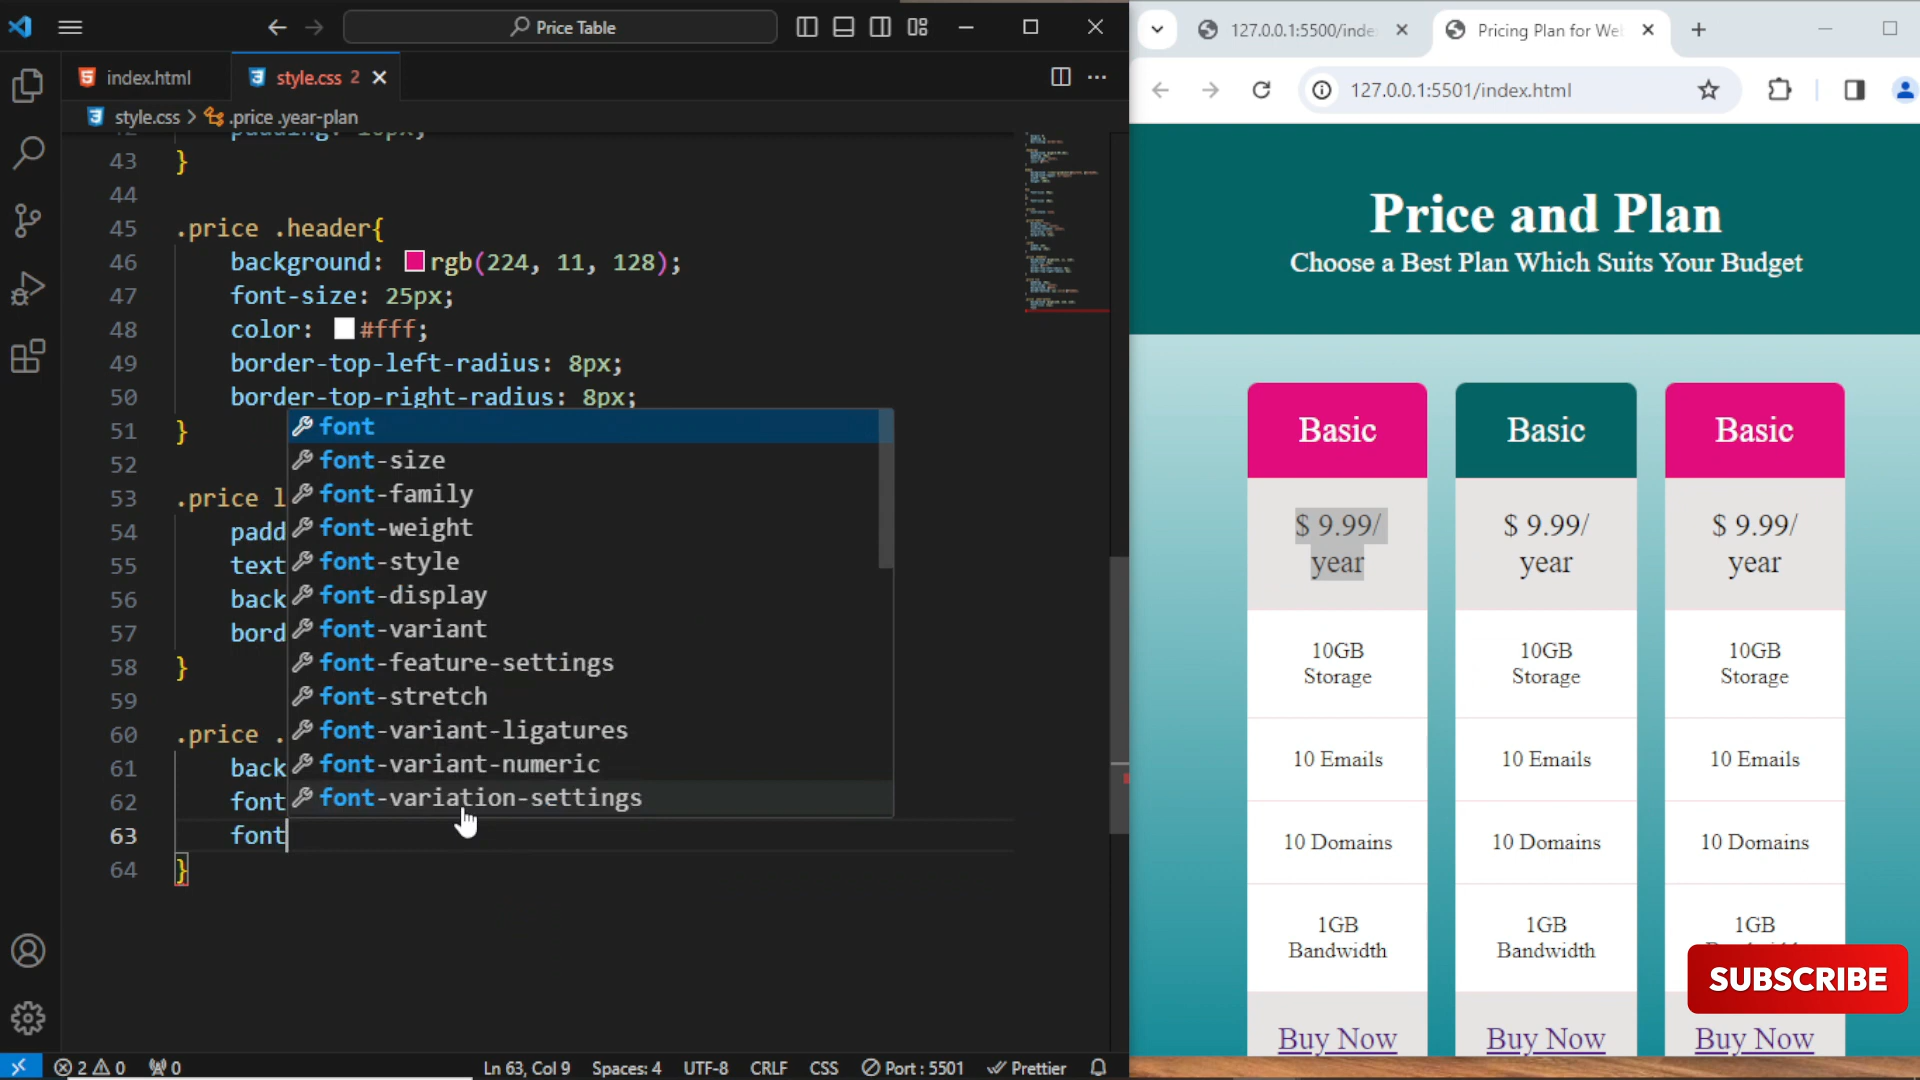 Price Table
index.html
style.css 2
style.css > .price .year-plan
43 }
44
45 .price .header{
46 background: rgb(224, 11, 128);
47 font-size: 25px;
48 color: #fff;
49 border-top-left-radius: 8px;
50 border-top-right-radius: 8px;
51 }
52
53 .price l
54 padd
55 text
56 back
57 bord
58 }
59
60 .price .
61 back
62 font
63 font
64 }
font
font-size
font-family
font-weight
font-style
font-display
font-variant
font-feature-settings
font-stretch
font-variant-ligatures
font-variant-numeric
font-variation-settings
2 0 0
Ln 63, Col 9 Spaces: 4 UTF-8 CRLF CSS Port : 5501 Prettier
127.0.0.1:5500/inde
Pricing Plan for We
127.0.0.1:5501/index.html
Price and Plan
Choose a Best Plan Which Suits Your Budget
Basic Basic Basic
$ 9.99/ $ 9.99/ $ 9.99/
year year year
10GB 10GB 10GB
Storage Storage Storage
10 Emails 10 Emails 10 Emails
10 Domains 10 Domains 10 Domains
1GB 1GB 1GB
Bandwidth Bandwidth
SUBSCRIBE
Buy Now Buy Now Buy Now